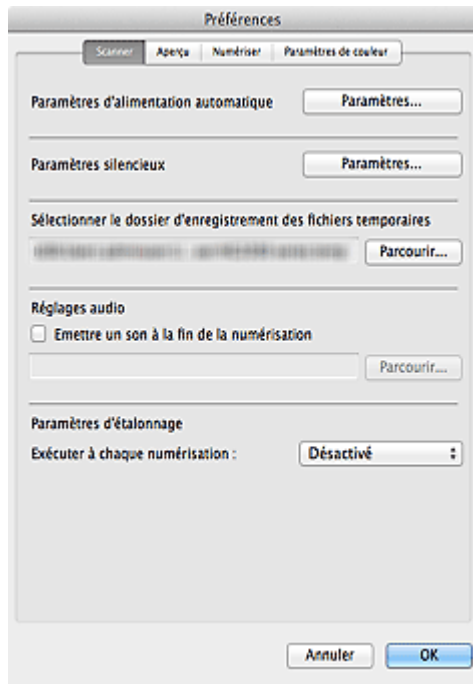 Préférences
Scanner Aperçu Numériser Paramètres de couleur
Paramètres d'alimentation automatique Paramètres...
Paramètres silencieux Paramètres...
Sélectionner le dossier d'enregistrement des fichiers temporaires
Parcourir...
Réglages audio
Emettre un son à la fin de la numérisation
Parcourir...
Paramètres d'étalonnage
Exécuter à chaque numérisation : Désactivé
Annuler OK